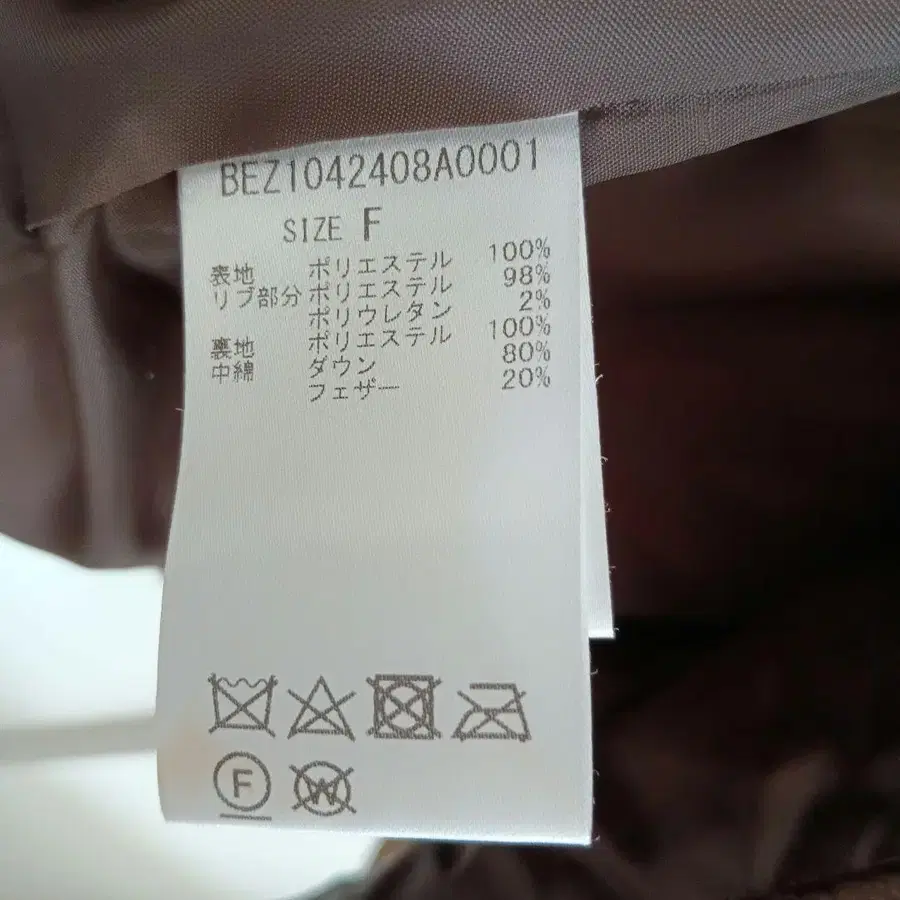 BEZ1042408A0001
SIZE F
表地 ポリエステル 100%
リブ部分 ポリエステル 98%
ポリウレタン 2%
裏地 ポリエステル 100%
中綿 ダウン 80%
フェザー 20%
F W